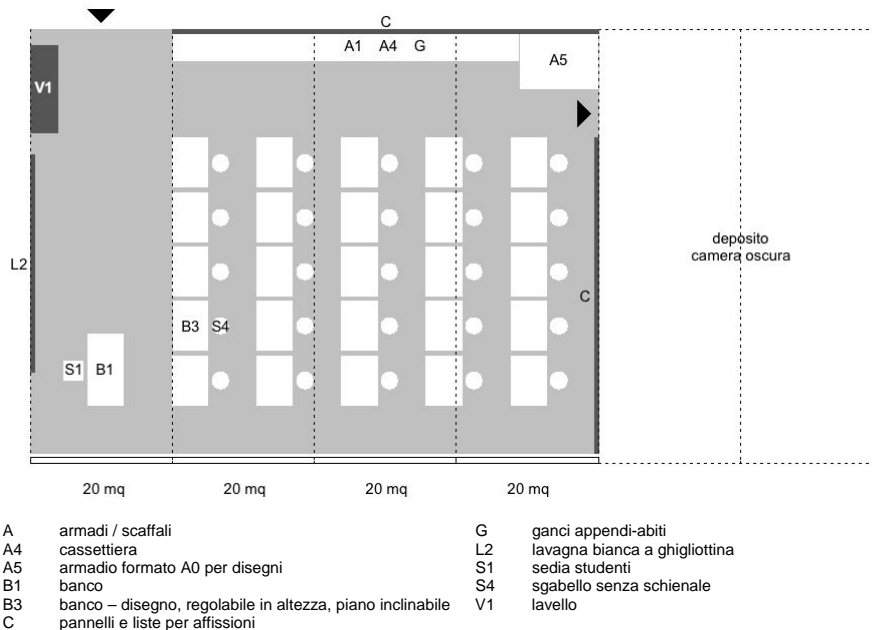 C
A1 A4 G
A5
V1
deposito
camera oscura
L2
C
B3 S4
S1 B1
20 mq 20 mq 20 mq 20 mq
A armadi / scaffali
A4 cassettiera
A5 armadio formato A0 per disegni
B1 banco
B3 banco – disegno, regolabile in altezza, piano inclinabile
C pannelli e liste per affissioni
G ganci appendi-abiti
L2 lavagna bianca a ghigliottina
S1 sedia studenti
S4 sgabello senza schienale
V1 lavello